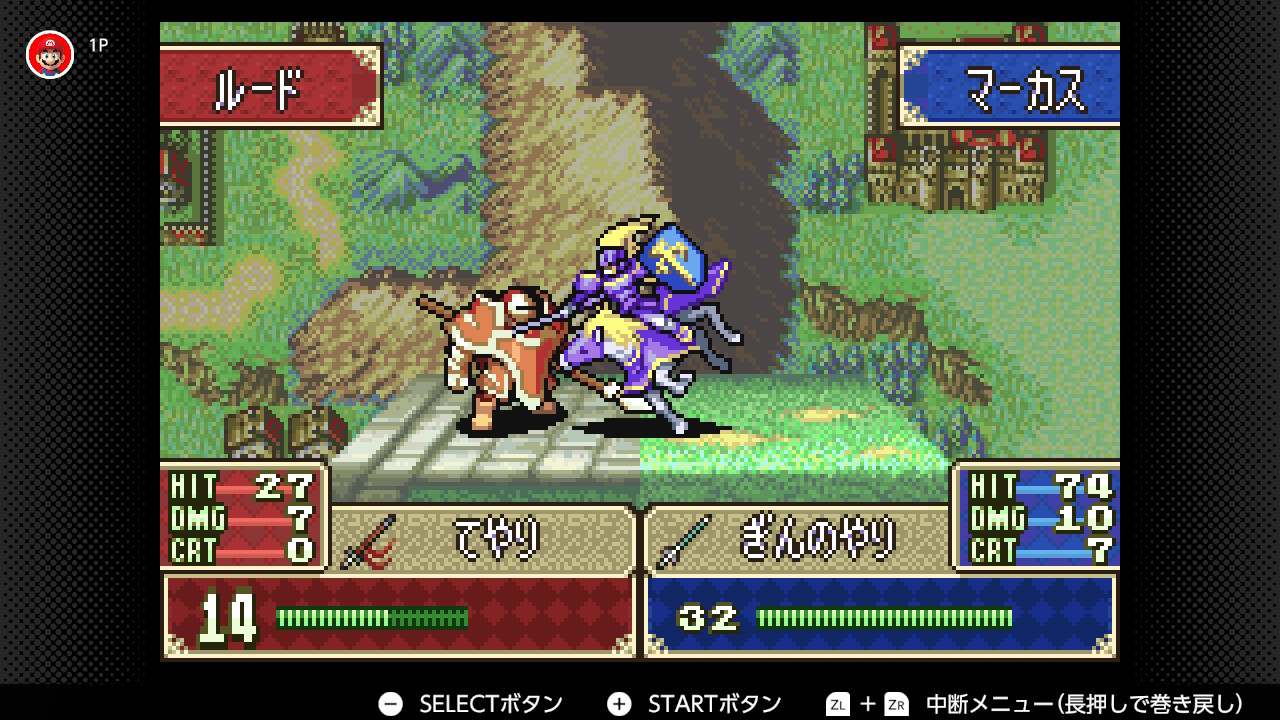 1P
ルード
マーカス
HIT 27
DMG 7
CRT 0
てやり
ぎんのやり
HIT 74
DMG 10
CRT 7
14
32
SELECTボタン
STARTボタン
ZL + ZR 中断メニュー(長押しで巻き戻し)